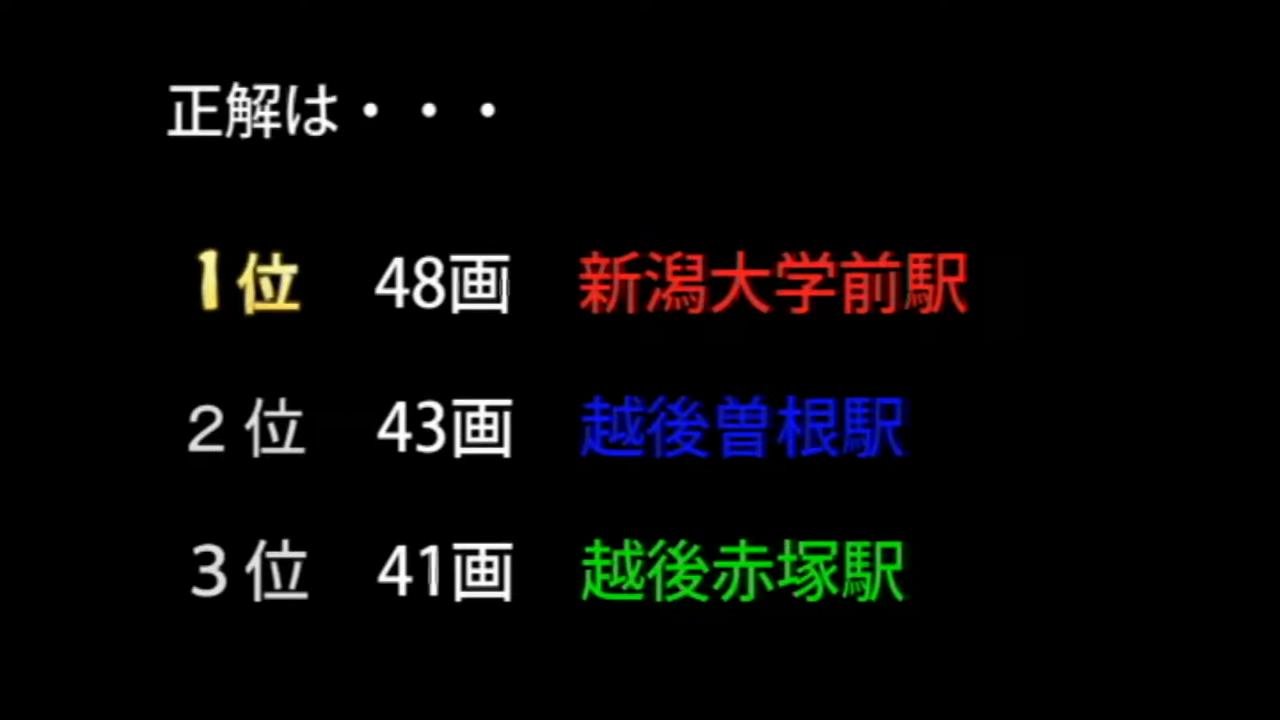 正解は・・・
1位 48画 新潟大学前駅
２位 43画 越後曽根駅
３位 41画 越後赤塚駅